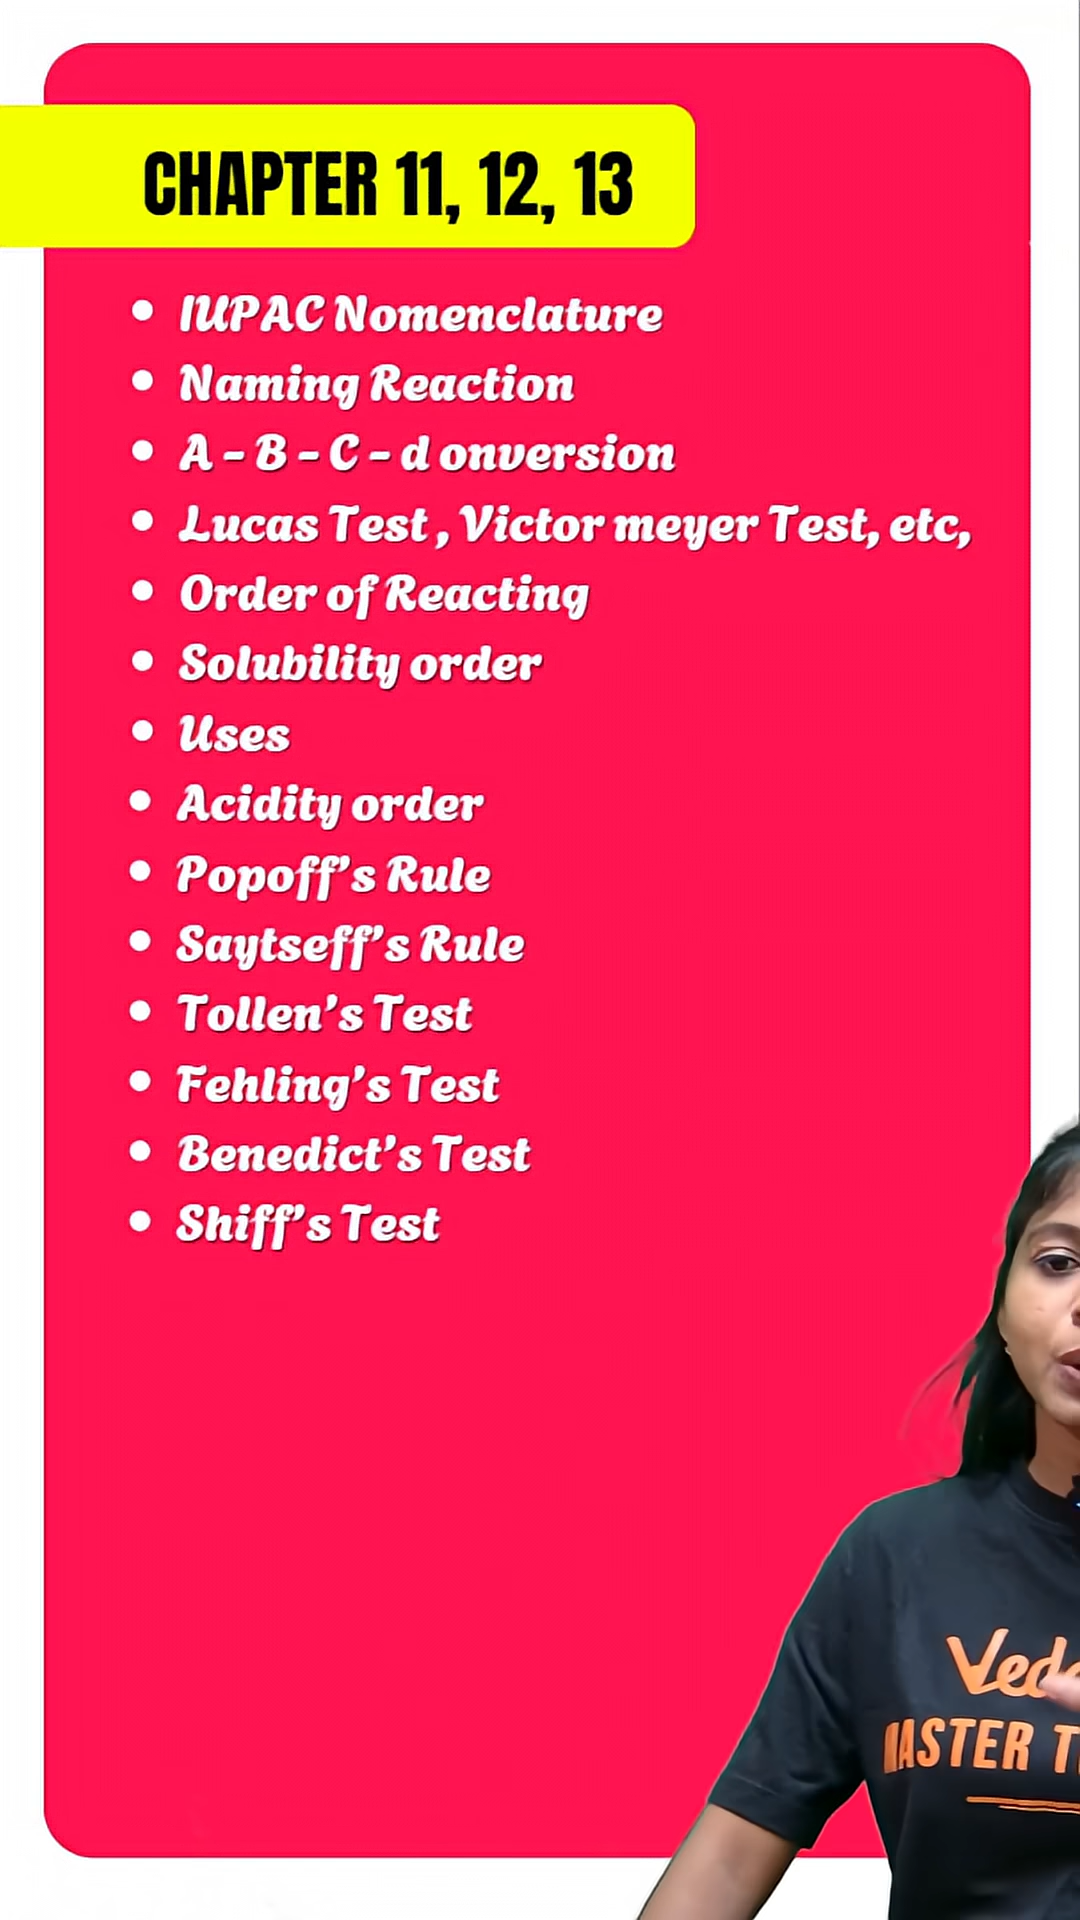 CHAPTER 11, 12, 13
• IUPAC Nomenclature
• Naming Reaction
• A - B - C - d onversion
• Lucas Test , Victor meyer Test, etc,
• Order of Reacting
• Solubility order
• Uses
• Acidity order
• Popoff's Rule
• Saytseff's Rule
• Tollen's Test
• Fehling's Test
• Benedict's Test
• Shiff's Test
MASTER